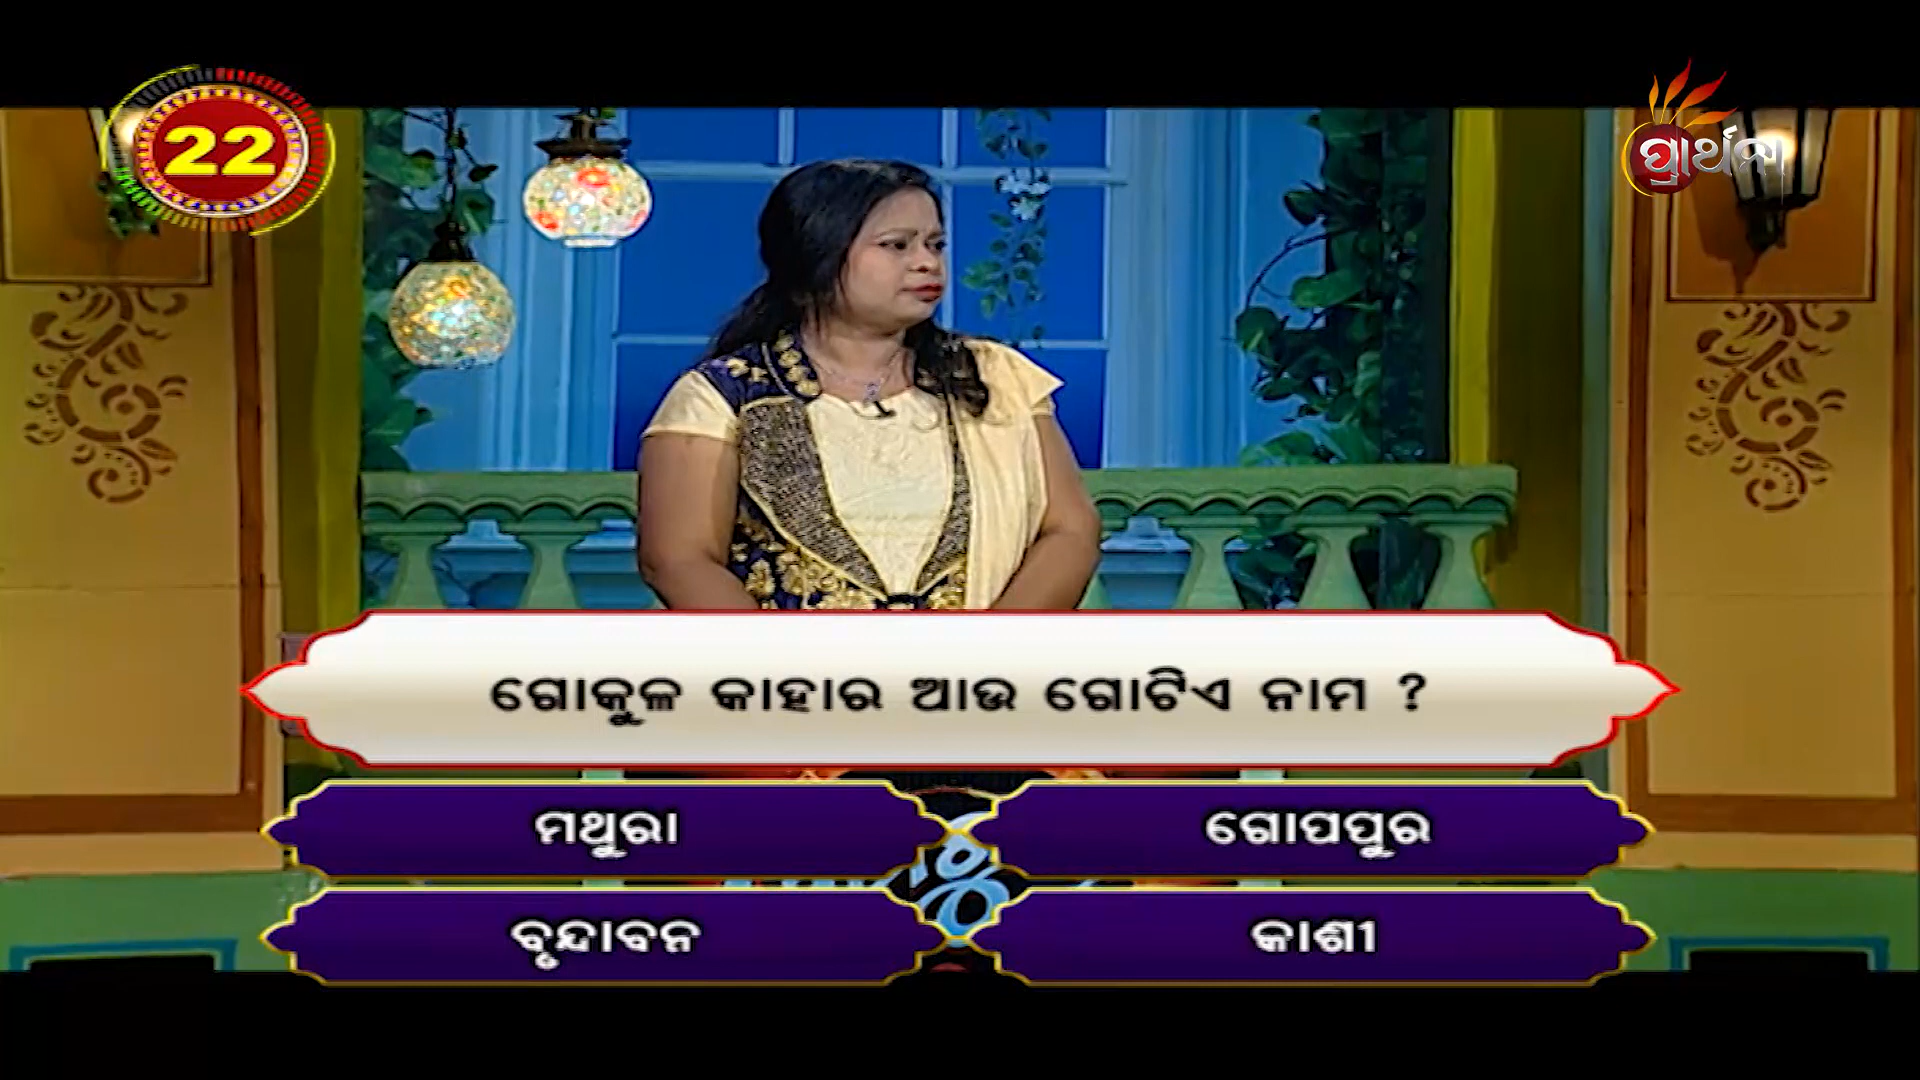 22
ପ୍ରାର୍ଥନା
ଗୋକୁଳ କାହାର ଆଉ ଗୋଟିଏ ନାମ ?
ମଥୁରା
ଗୋପପୁର
ବୃନ୍ଦାବନ
କାଶୀ